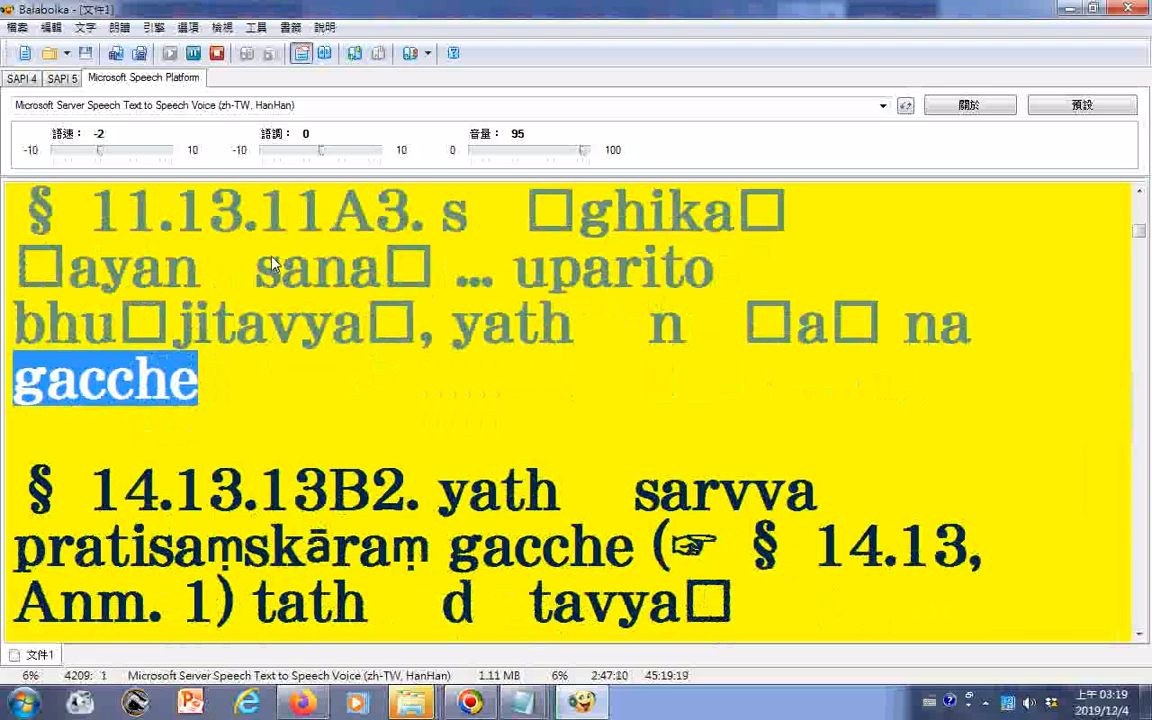 Balabolka - [文件1]
檔案 編輯 文字 朗讀 引擎 選項 檢視 工具 書籤 說明
SAPI 4 SAPI 5 Microsoft Speech Platform
Microsoft Server Speech Text to Speech Voice (zh-TW, HanHan) 關於 預設
語速： -2 語調： 0 音量： 95
-10 10 -10 10 0 100
§ 11.13.11A3. s □ghika□
□ayan sana□ ... uparito
bhu□jitavya□, yath n □a□ na
gacche
§ 14.13.13B2. yath sarvva
pratisaṃskāraṃ gacche (☞ § 14.13,
Anm. 1) tath d tavya□
文件1
6% 4209: 1 Microsoft Server Speech Text to Speech Voice (zh-TW, HanHan) 1.11 MB 6% 2:47:10 45:19:19
上午 03:19
2019/12/4